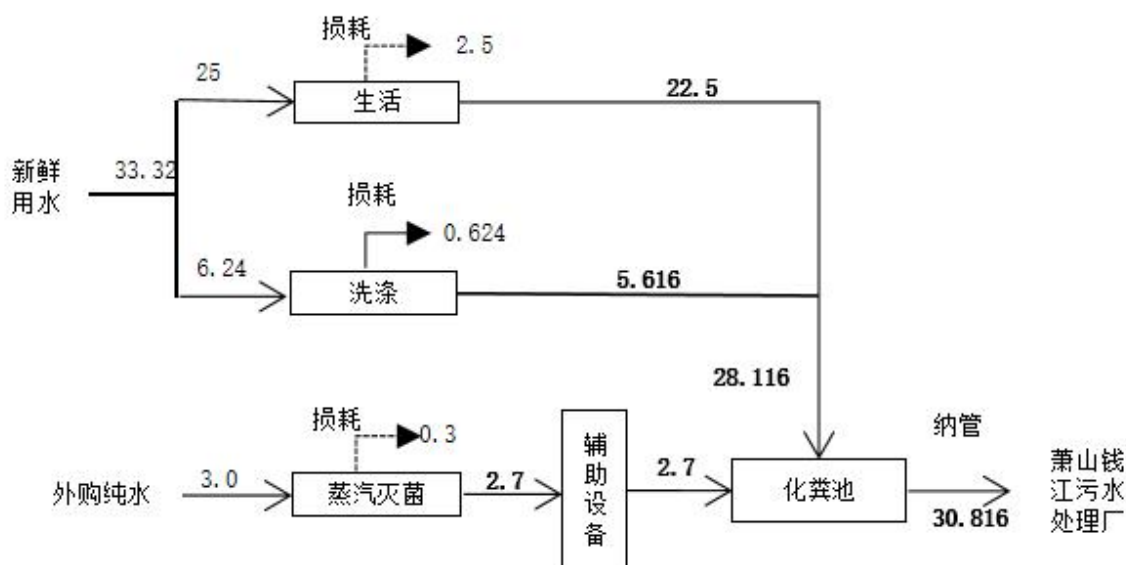 损耗
2.5
25
生活
22.5
新鲜
用水
33.32
损耗
0.624
6.24
洗涤
5.616
28.116
损耗
0.3
外购纯水
3.0
蒸汽灭菌
2.7
辅助设备
2.7
化粪池
纳管
30.816
萧山钱
江污水
处理厂